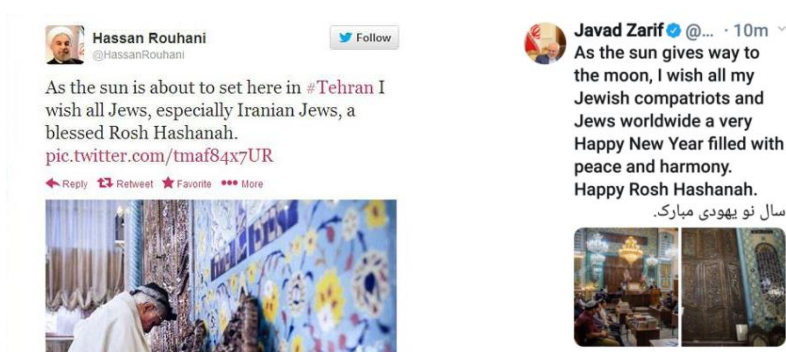 Hassan Rouhani
@HassanRouhani
Follow
As the sun is about to set here in #Tehran I
wish all Jews, especially Iranian Jews, a
blessed Rosh Hashanah.
pic.twitter.com/tmaf84x7UR
Reply Retweet Favorite More
Javad Zarif @... · 10m
As the sun gives way to
the moon, I wish all my
Jewish compatriots and
Jews worldwide a very
Happy New Year filled with
peace and harmony.
Happy Rosh Hashanah.
سال نو یهودی مبارک.